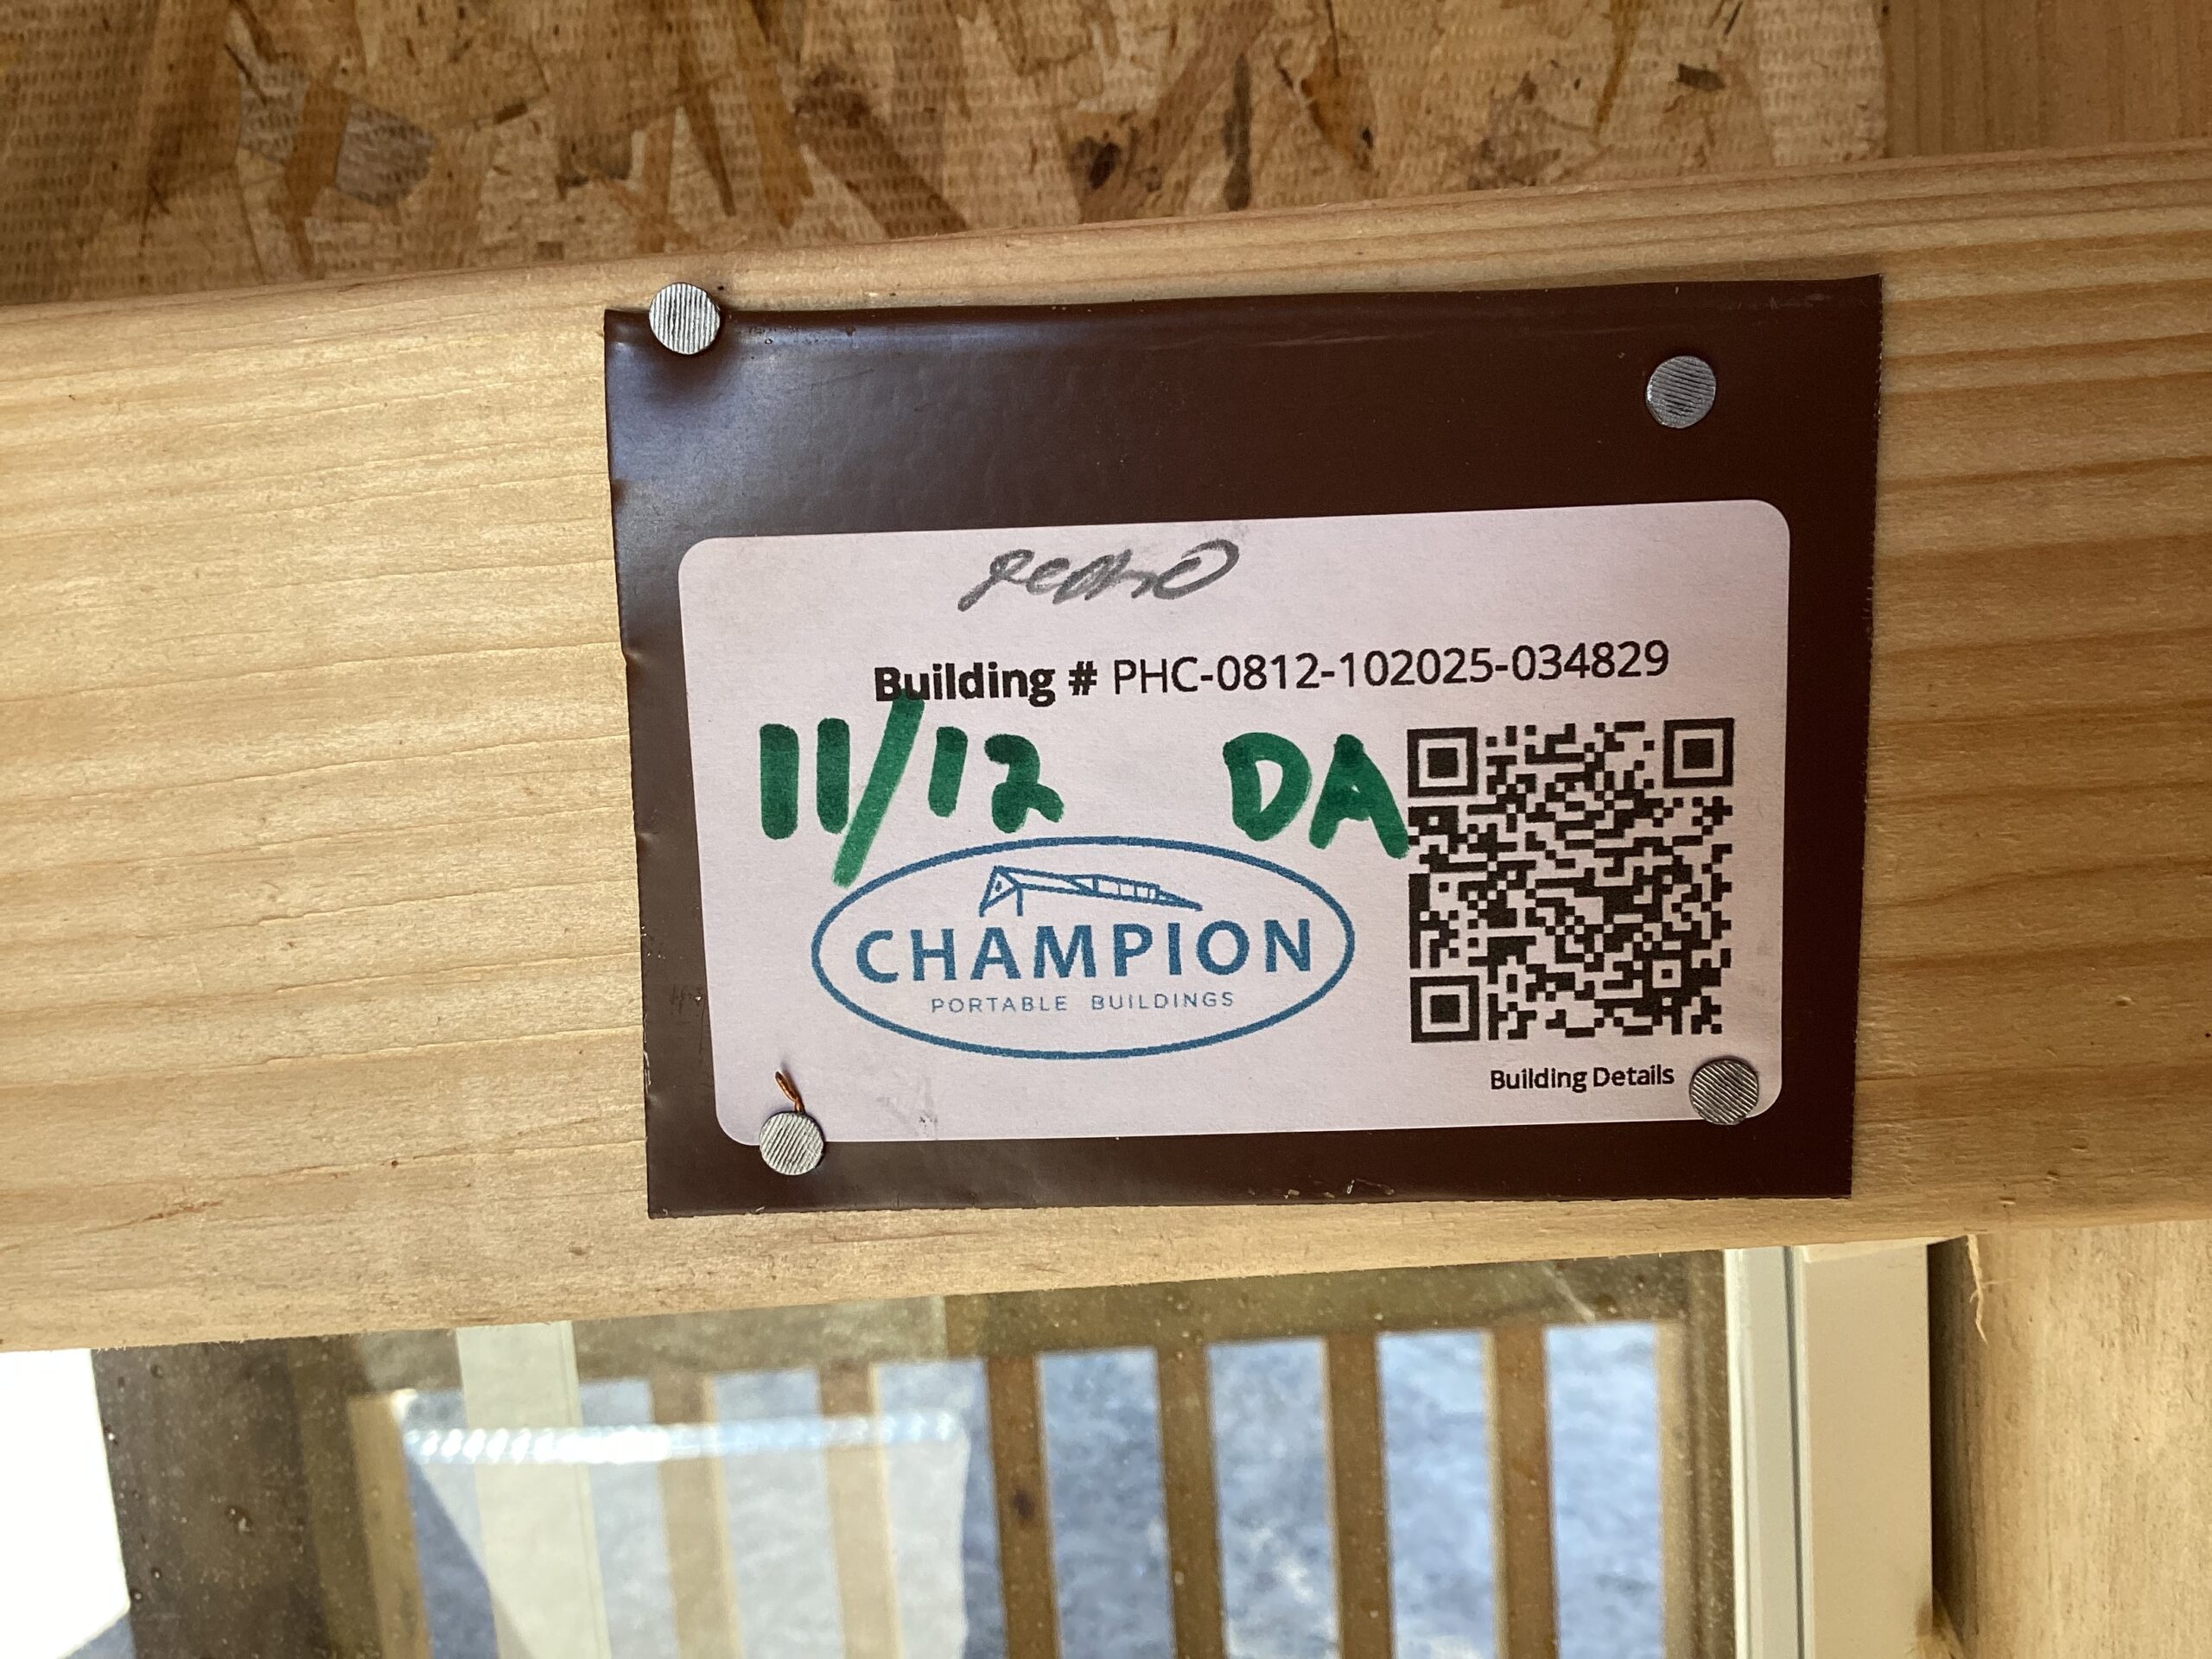 Building # PHC-0812-102025-034829
11/12 DA
CHAMPION
PORTABLE BUILDINGS
Building Details